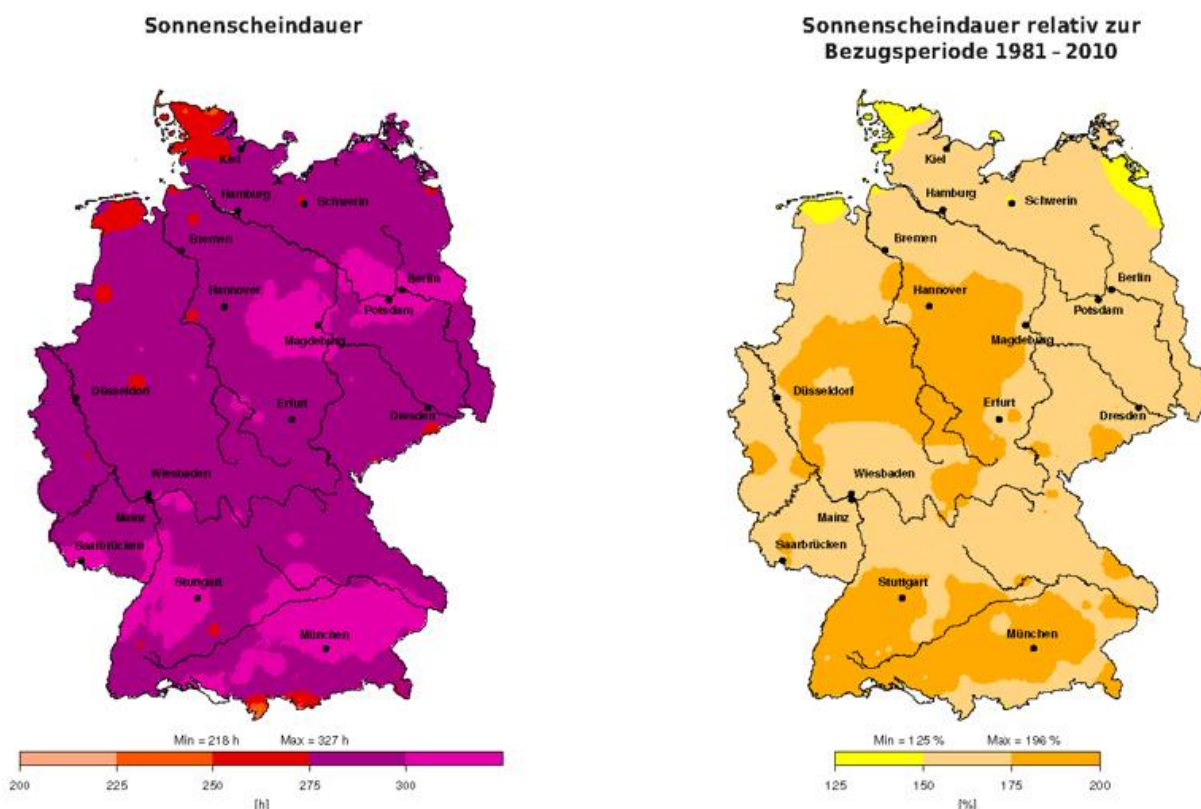 Sonnenscheindauer
Kiel
Hamburg
Schwerin
Bremen
Berlin
Hannover
Potsdam
Magdeburg
Düsseldorf
Erfurt
Dresden
Wiesbaden
Mainz
Saarbrücken
Stuttgart
München
Min = 218 h Max = 327 h
200 225 250 275 300
[h]
Sonnenscheindauer relativ zur
Bezugsperiode 1981 – 2010
Kiel
Hamburg
Schwerin
Bremen
Berlin
Hannover
Potsdam
Magdeburg
Düsseldorf
Erfurt
Dresden
Wiesbaden
Mainz
Saarbrücken
Stuttgart
München
Min = 125 % Max = 196 %
125 150 175 200
[%]